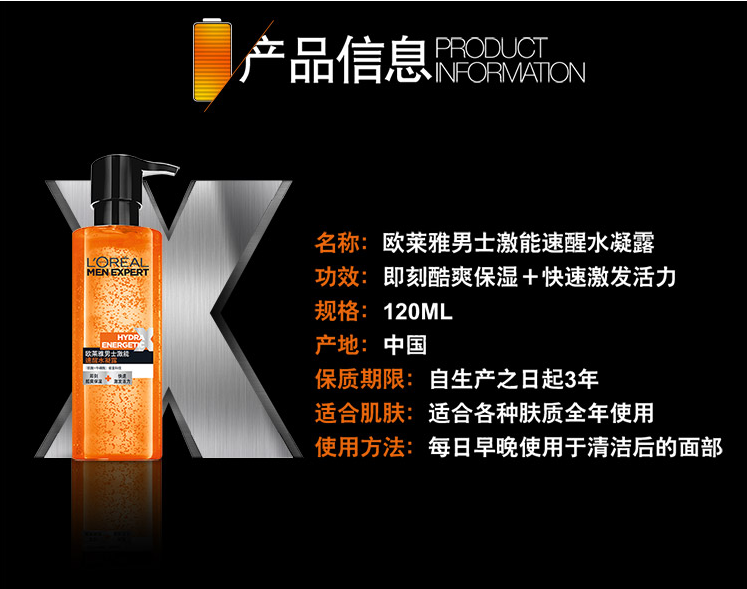 产品信息 PRODUCT
INFORMATION
L'ORÉAL
MEN EXPERT
HYDRA
ENERGETIC
X
欧莱雅男士激能
速醒水凝露
名称：欧莱雅男士激能速醒水凝露
功效：即刻酷爽保湿＋快速激发活力
规格：120ML
产地：中国
保质期限：自生产之日起3年
适合肌肤：适合各种肤质全年使用
使用方法：每日早晚使用于清洁后的面部